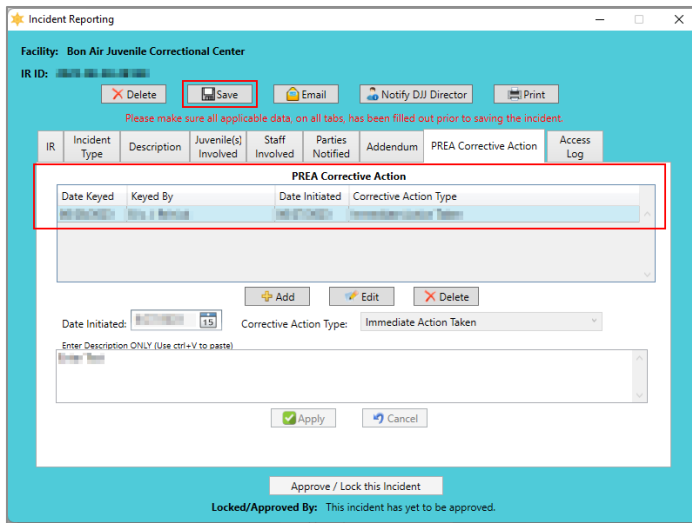 Incident Reporting
Facility: Bon Air Juvenile Correctional Center
IR ID:
Delete Save Email Notify DJJ Director Print
Please make sure all applicable data, on all tabs, has been filled out prior to saving the incident.
IR Incident Type Description Juvenile(s) Involved Staff Involved Parties Notified Addendum PREA Corrective Action Access Log
PREA Corrective Action
Date Keyed Keyed By Date Initiated Corrective Action Type
Add Edit Delete
Date Initiated: 15 Corrective Action Type: Immediate Action Taken
Enter Description ONLY (Use ctrl+V to paste)
Apply Cancel
Approve / Lock this Incident
Locked/Approved By: This incident has yet to be approved.